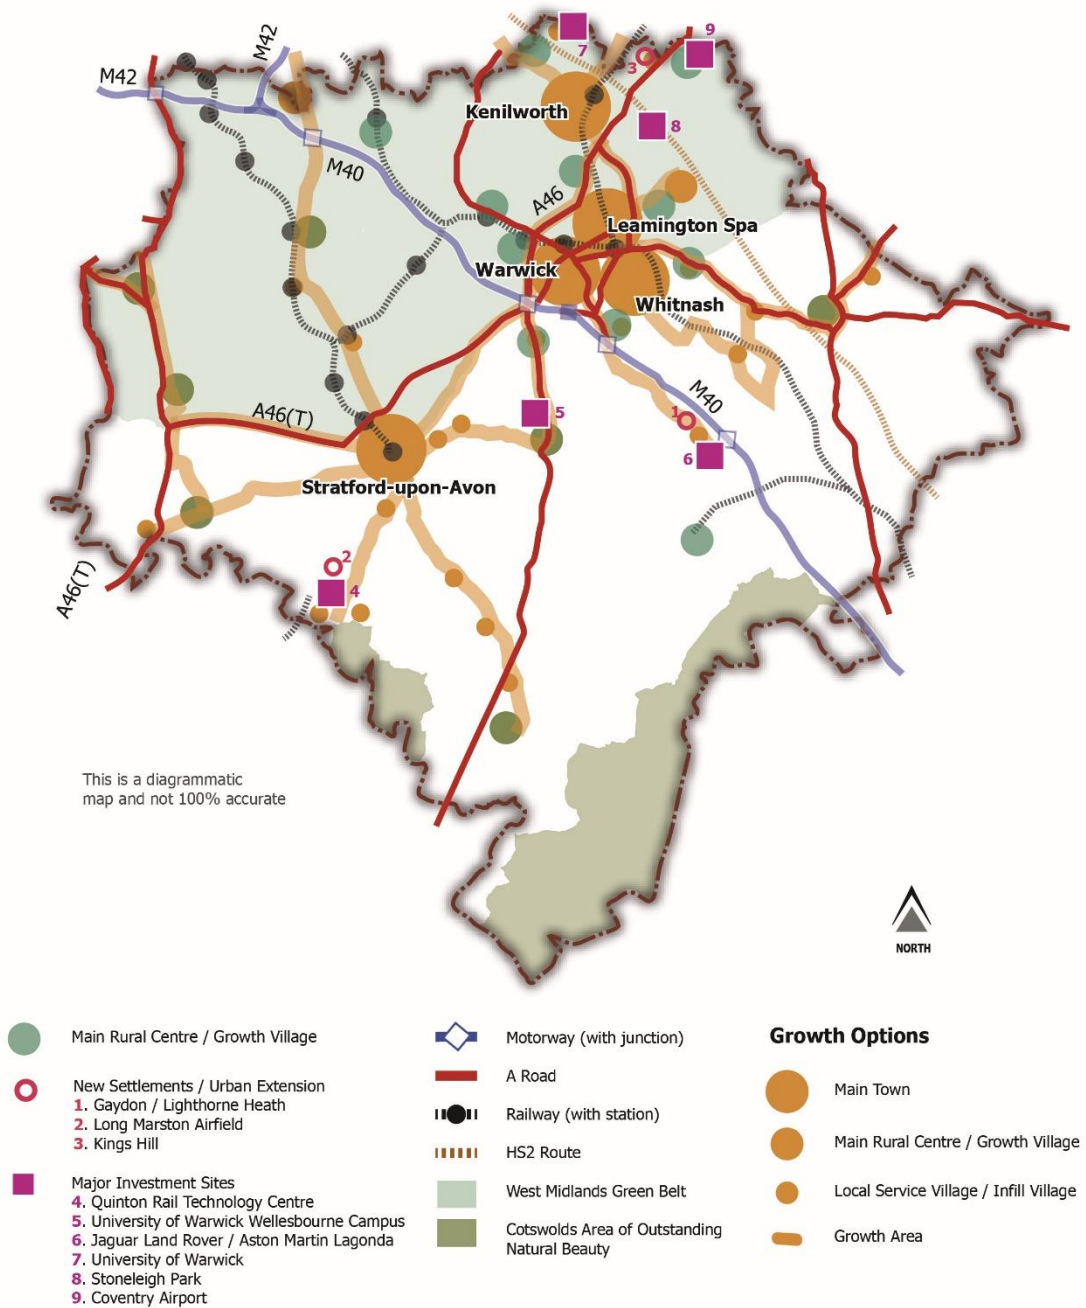 M42
M42
7
9
3
Kenilworth
8
M40
A46
Leamington Spa
Warwick
Whitnash
A46(T)
5
1
M40
6
Stratford-upon-Avon
2
4
A46(T)
This is a diagrammatic
map and not 100% accurate
NORTH
Main Rural Centre / Growth Village
New Settlements / Urban Extension
1. Gaydon / Lighthorne Heath
2. Long Marston Airfield
3. Kings Hill
Major Investment Sites
4. Quinton Rail Technology Centre
5. University of Warwick Wellesbourne Campus
6. Jaguar Land Rover / Aston Martin Lagonda
7. University of Warwick
8. Stoneleigh Park
9. Coventry Airport
Motorway (with junction)
A Road
Railway (with station)
HS2 Route
West Midlands Green Belt
Cotswolds Area of Outstanding
Natural Beauty
Growth Options
Main Town
Main Rural Centre / Growth Village
Local Service Village / Infill Village
Growth Area